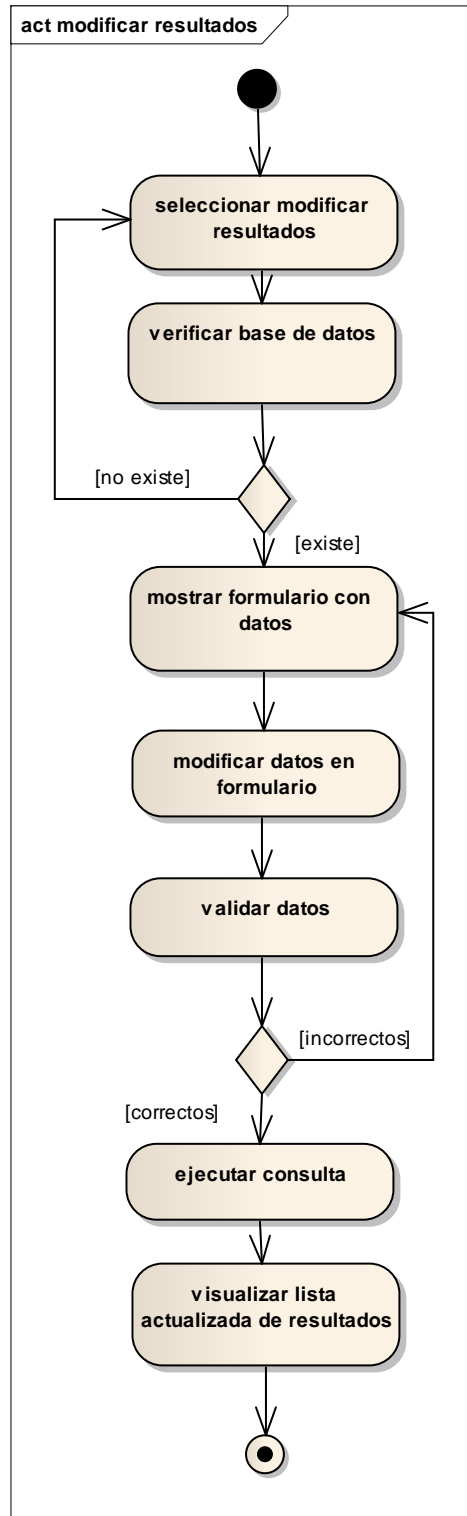 act modificar resultados
seleccionar modificar
resultados
verificar base de datos
[no existe]
[existe]
mostrar formulario con
datos
modificar datos en
formulario
validar datos
[incorrectos]
[correctos]
ejecutar consulta
visualizar lista
actualizada de resultados